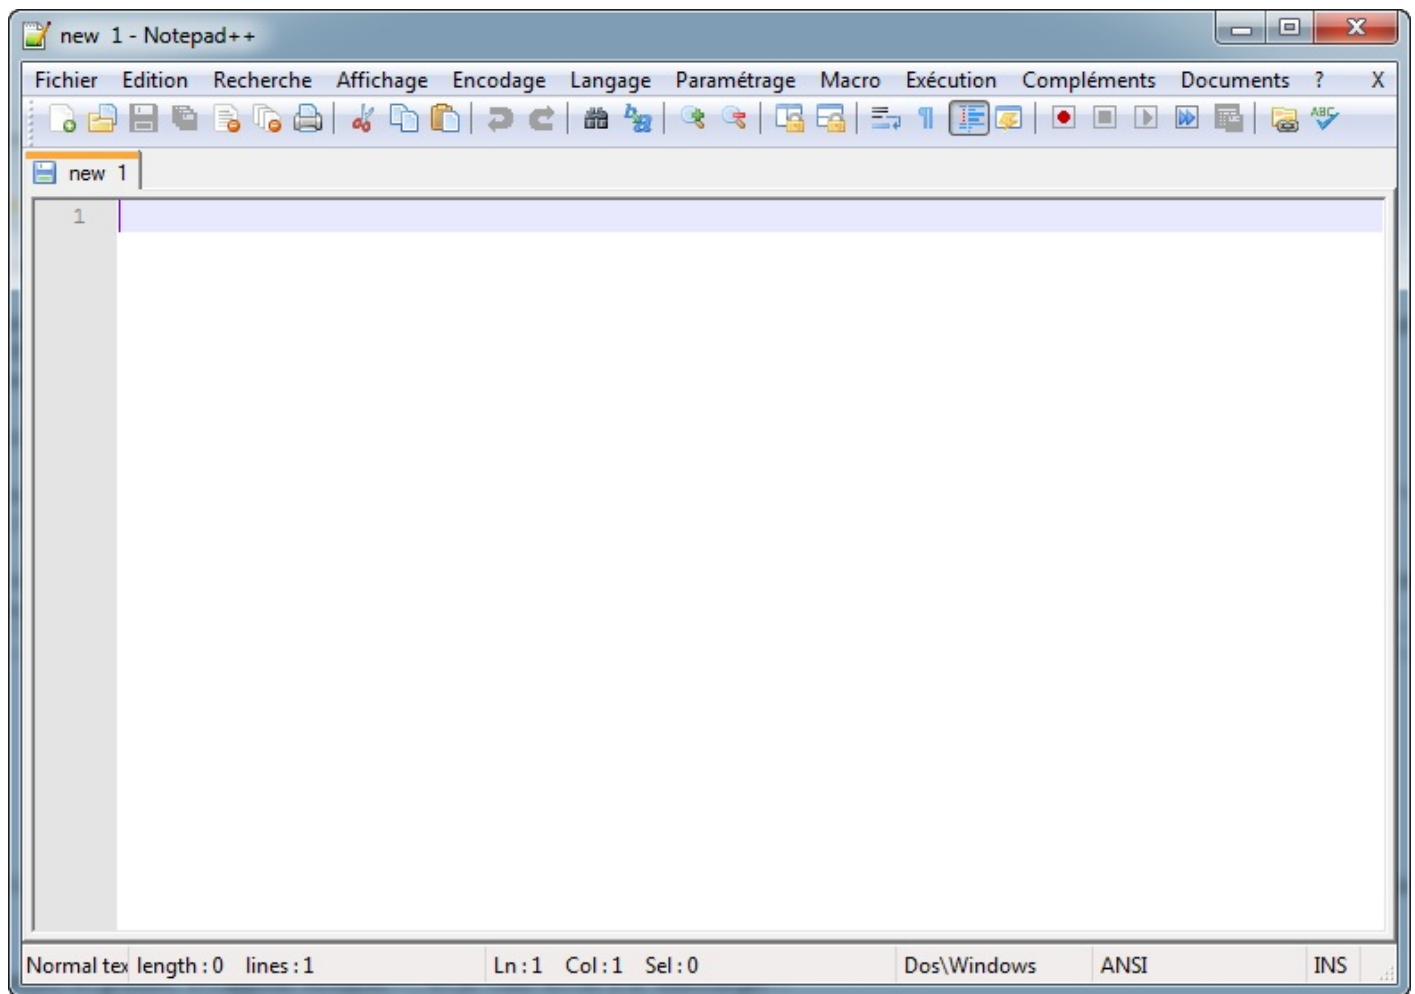 new 1 - Notepad++
Fichier Edition Recherche Affichage Encodage Langage Paramétrage Macro Exécution Compléments Documents ? X
ABC
new 1
1
Normal tex length : 0 lines : 1 Ln : 1 Col : 1 Sel : 0 Dos\Windows ANSI INS